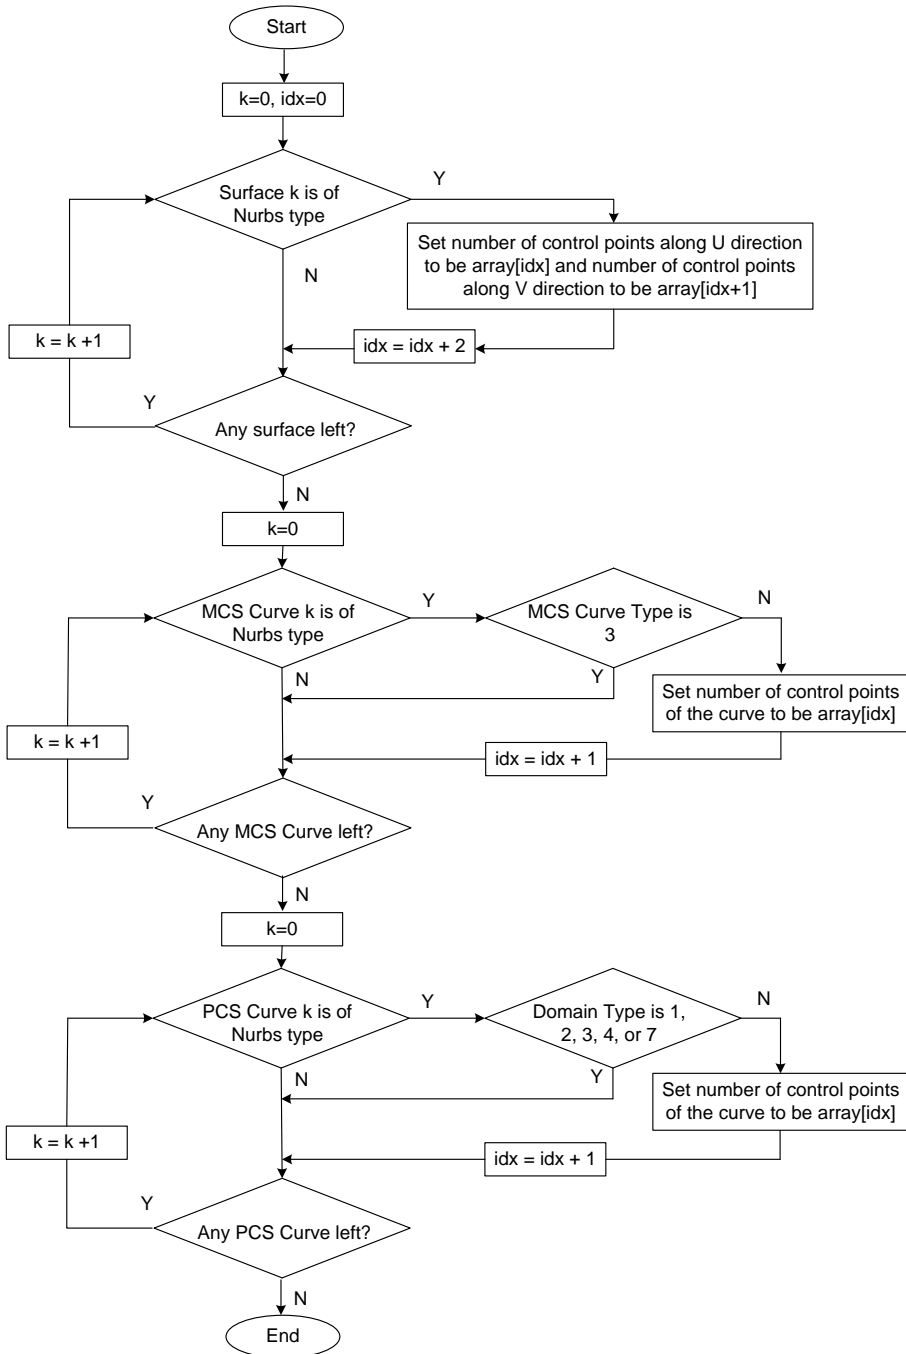 Start
k=0, idx=0
Surface k is of
Nurbs type
Y
Set number of control points along U direction
to be array[idx] and number of control points
along V direction to be array[idx+1]
N
k = k +1
idx = idx + 2
Y
Any surface left?
N
k=0
MCS Curve k is of
Nurbs type
Y
MCS Curve Type is
3
N
N
Y
Set number of control points
of the curve to be array[idx]
k = k +1
idx = idx + 1
Y
Any MCS Curve left?
N
k=0
PCS Curve k is of
Nurbs type
Y
Domain Type is 1,
2, 3, 4, or 7
N
N
Y
Set number of control points
of the curve to be array[idx]
k = k +1
idx = idx + 1
Y
Any PCS Curve left?
N
End